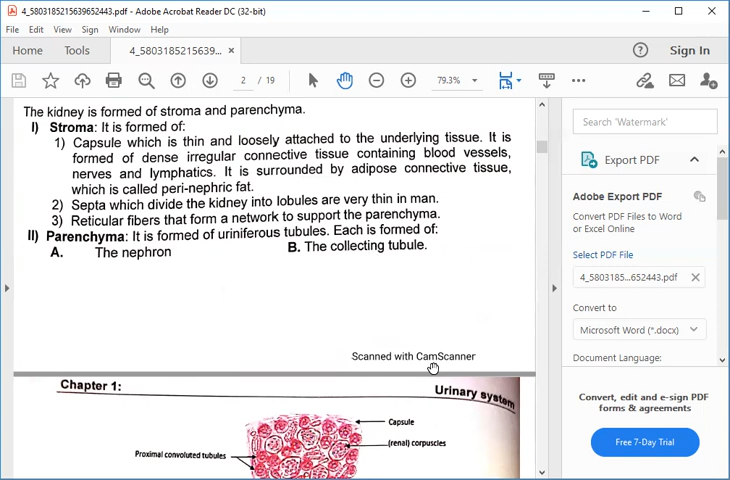 4_5803185215639652443.pdf - Adobe Acrobat Reader DC (32-bit)
File Edit View Sign Window Help
Home Tools 4_5803185215639... × Sign In
2 / 19 79.3%
The kidney is formed of stroma and parenchyma.
I) Stroma: It is formed of:
1) Capsule which is thin and loosely attached to the underlying tissue. It is
formed of dense irregular connective tissue containing blood vessels,
nerves and lymphatics. It is surrounded by adipose connective tissue,
which is called peri-nephric fat.
2) Septa which divide the kidney into lobules are very thin in man.
3) Reticular fibers that form a network to support the parenchyma.
II) Parenchyma: It is formed of uriniferous tubules. Each is formed of:
A. The nephron B. The collecting tubule.
Scanned with CamScanner
Chapter 1: Urinary system
Capsule
(renal) corpuscles
Proximal convoluted tubules
Search 'Watermark'
Export PDF
Adobe Export PDF
Convert PDF Files to Word
or Excel Online
Select PDF File
4_5803185...652443.pdf
Convert to
Microsoft Word (*.docx)
Document Language:
Convert, edit and e-sign PDF
forms & agreements
Free 7-Day Trial